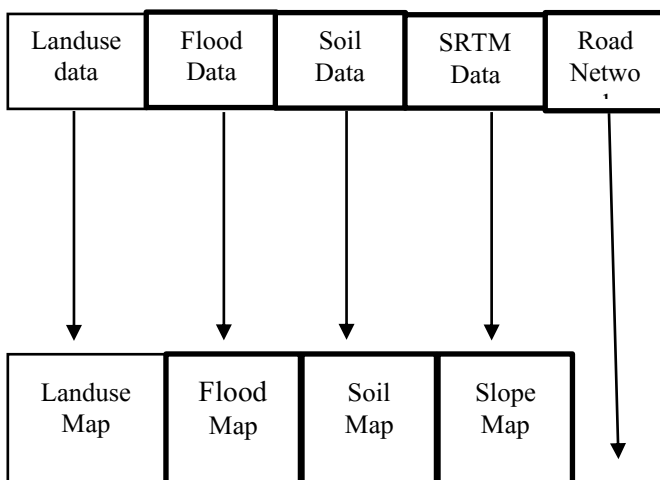 Landuse
data
Flood
Data
Soil
Data
SRTM
Data
Road
Netwo
Landuse
Map
Flood
Map
Soil
Map
Slope
Map